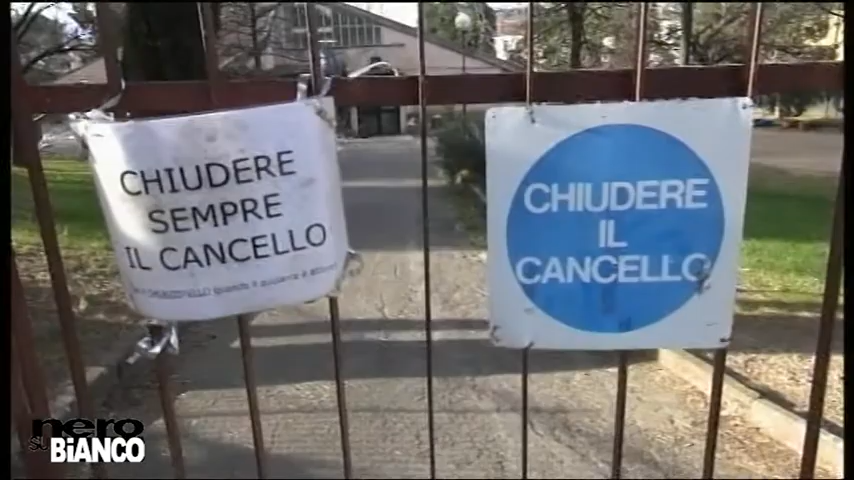 CHIUDERE
SEMPRE
IL CANCELLO
CHIUDERE
IL
CANCELLO
nero
su BIANCO